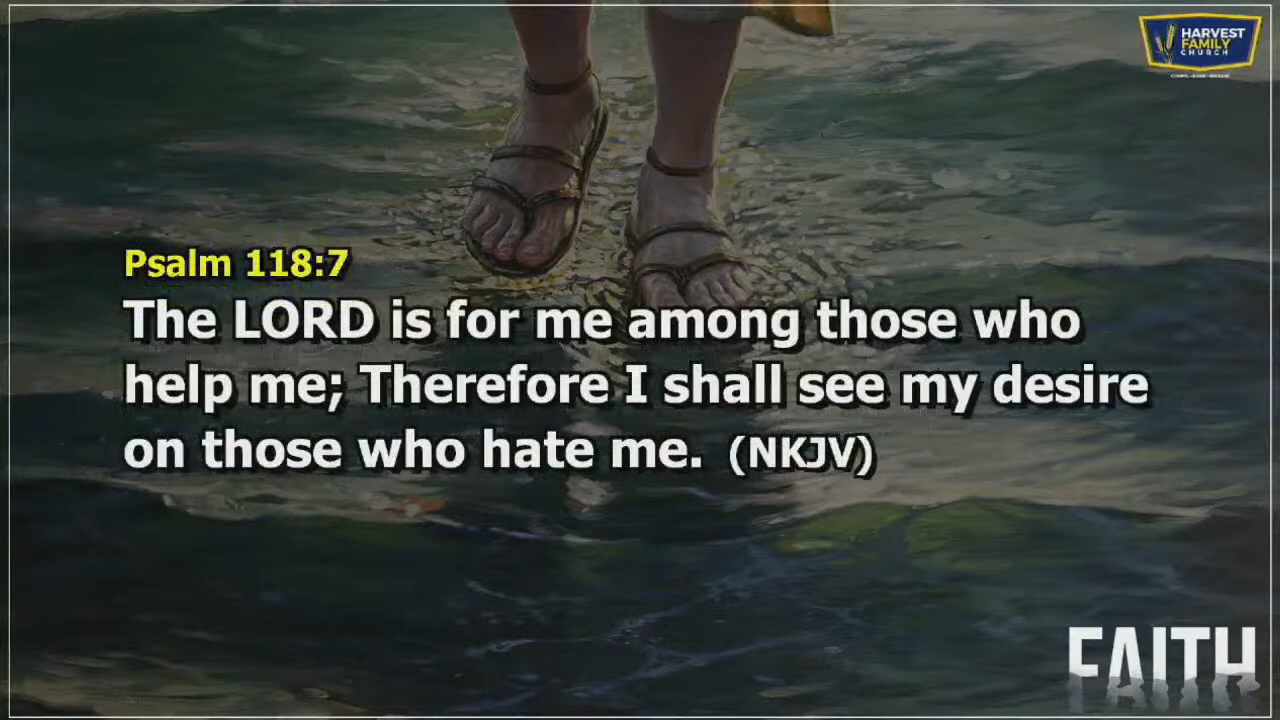 HARVEST
FAMILY
CHURCH
Psalm 118:7
The LORD is for me among those who
help me; Therefore I shall see my desire
on those who hate me. (NKJV)
FAITH